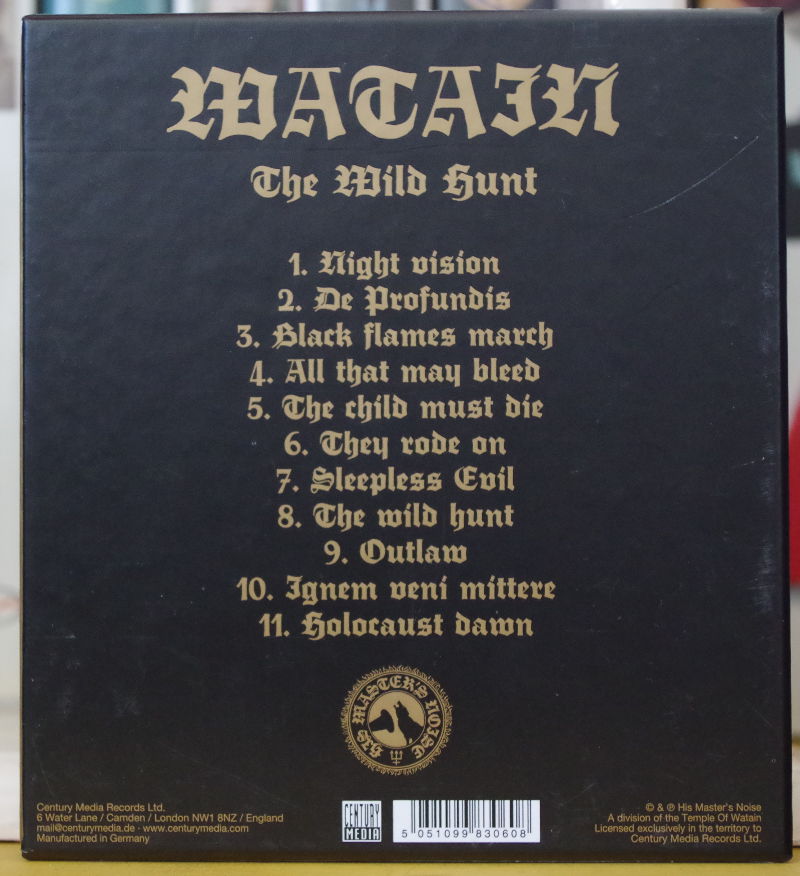 WATAIN
The Wild Hunt
1. Night vision
2. De Profundis
3. Black flames march
4. All that may bleed
5. The child must die
6. They rode on
7. Sleepless Evil
8. The wild hunt
9. Outlaw
10. Ignem veni mittere
11. Holocaust dawn
HIS MASTER'S NOISE
Century Media Records Ltd.
6 Water Lane / Camden / London NW1 8NZ / England
mail@centurymedia.de · www.centurymedia.com
Manufactured in Germany
CENTURY
MEDIA
5 051099 830608
© & ℗ His Master's Noise
A division of the Temple Of Watain
Licensed exclusively in the territory to
Century Media Records Ltd.